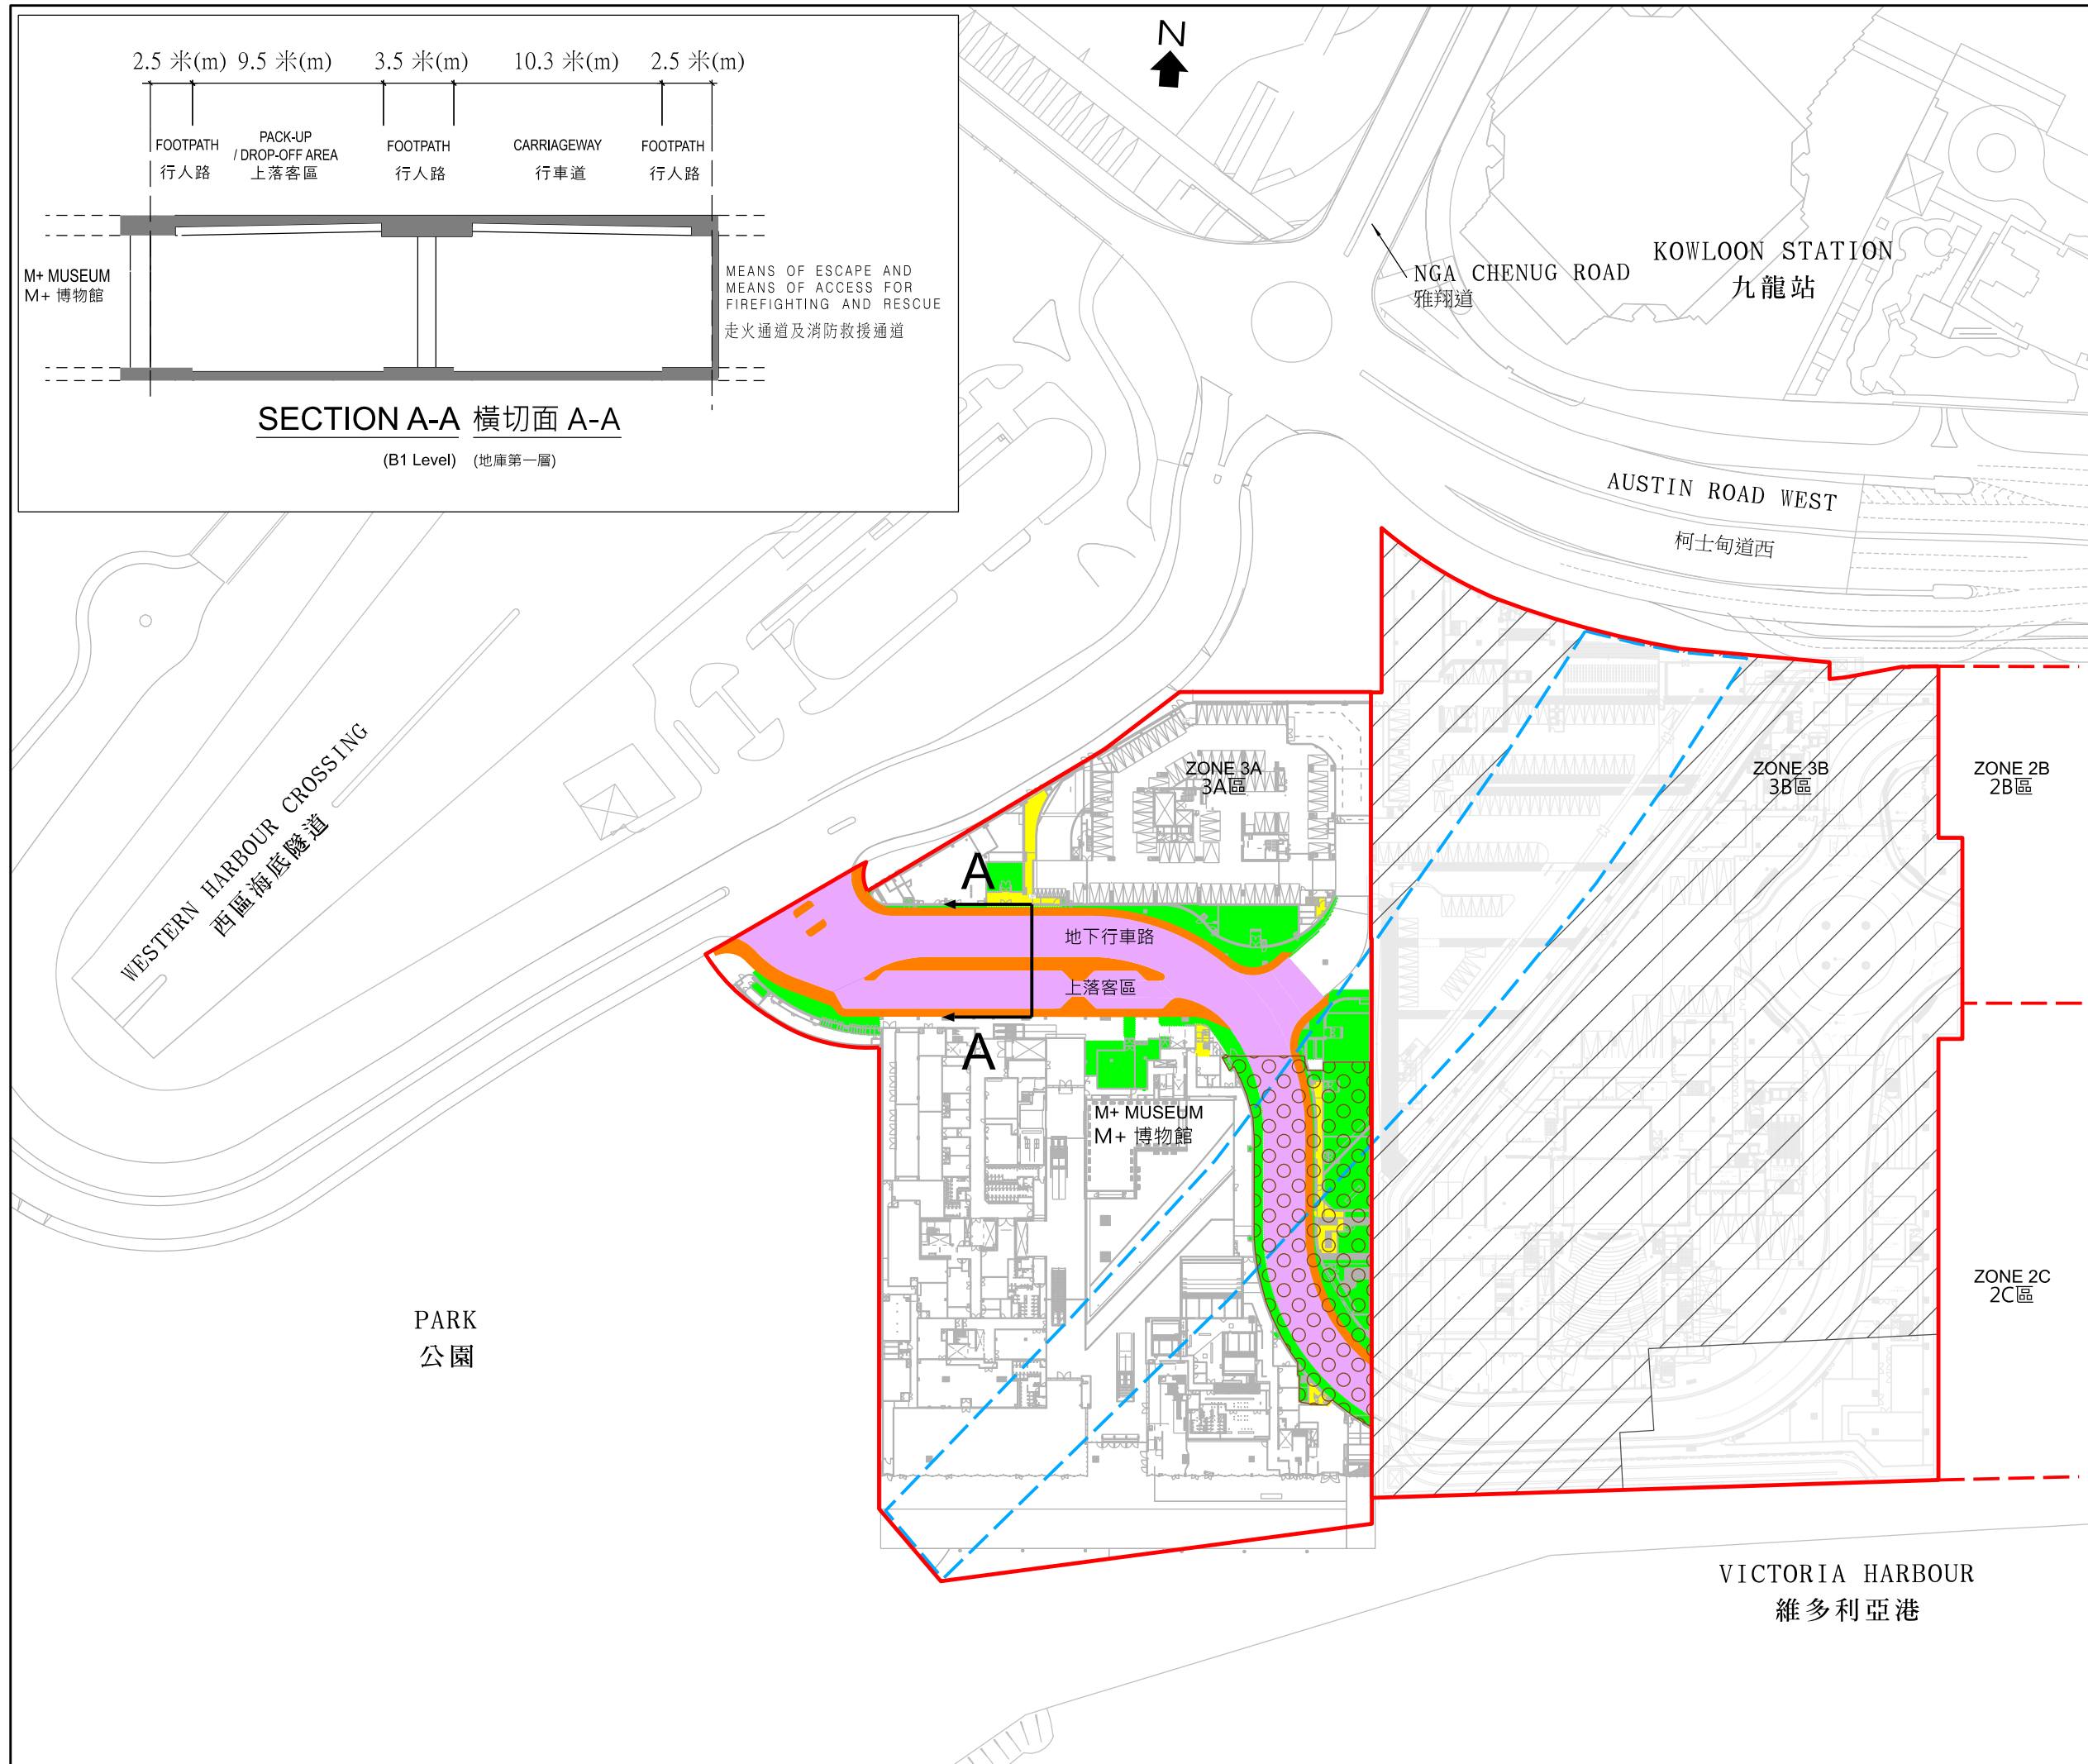 2.5 米(m) 9.5 米(m) 3.5 米(m) 10.3 米(m) 2.5 米(m)
FOOTPATH
行人路
PACK-UP
/ DROP-OFF AREA
上落客區
FOOTPATH
行人路
CARRIAGEWAY
行車道
FOOTPATH
行人路
M+ MUSEUM
M+ 博物館
MEANS OF ESCAPE AND
MEANS OF ACCESS FOR
FIREFIGHTING AND RESCUE
走火通道及消防救援通道
SECTION A-A 橫切面 A-A
(B1 Level) (地庫第一層)
N
NGA CHENUG ROAD
雅翔道
KOWLOON STATION
九龍站
AUSTIN ROAD WEST
柯士甸道西
WESTERN HARBOUR CROSSING
西區海底隧道
ZONE 3A
3A區
ZONE 3B
3B區
ZONE 2B
2B區
A
地下行車路
上落客區
A
M+ MUSEUM
M+ 博物館
ZONE 2C
2C區
PARK
公園
VICTORIA HARBOUR
維多利亞港